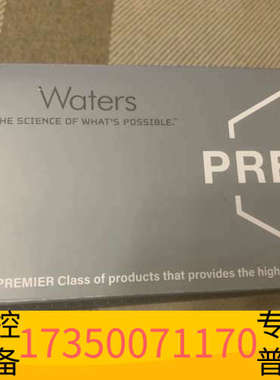 Waters
THE SCIENCE OF WHAT'S POSSIBLE.™
PREMIER Class of products that provides the high
控 17350071170 专
备 普